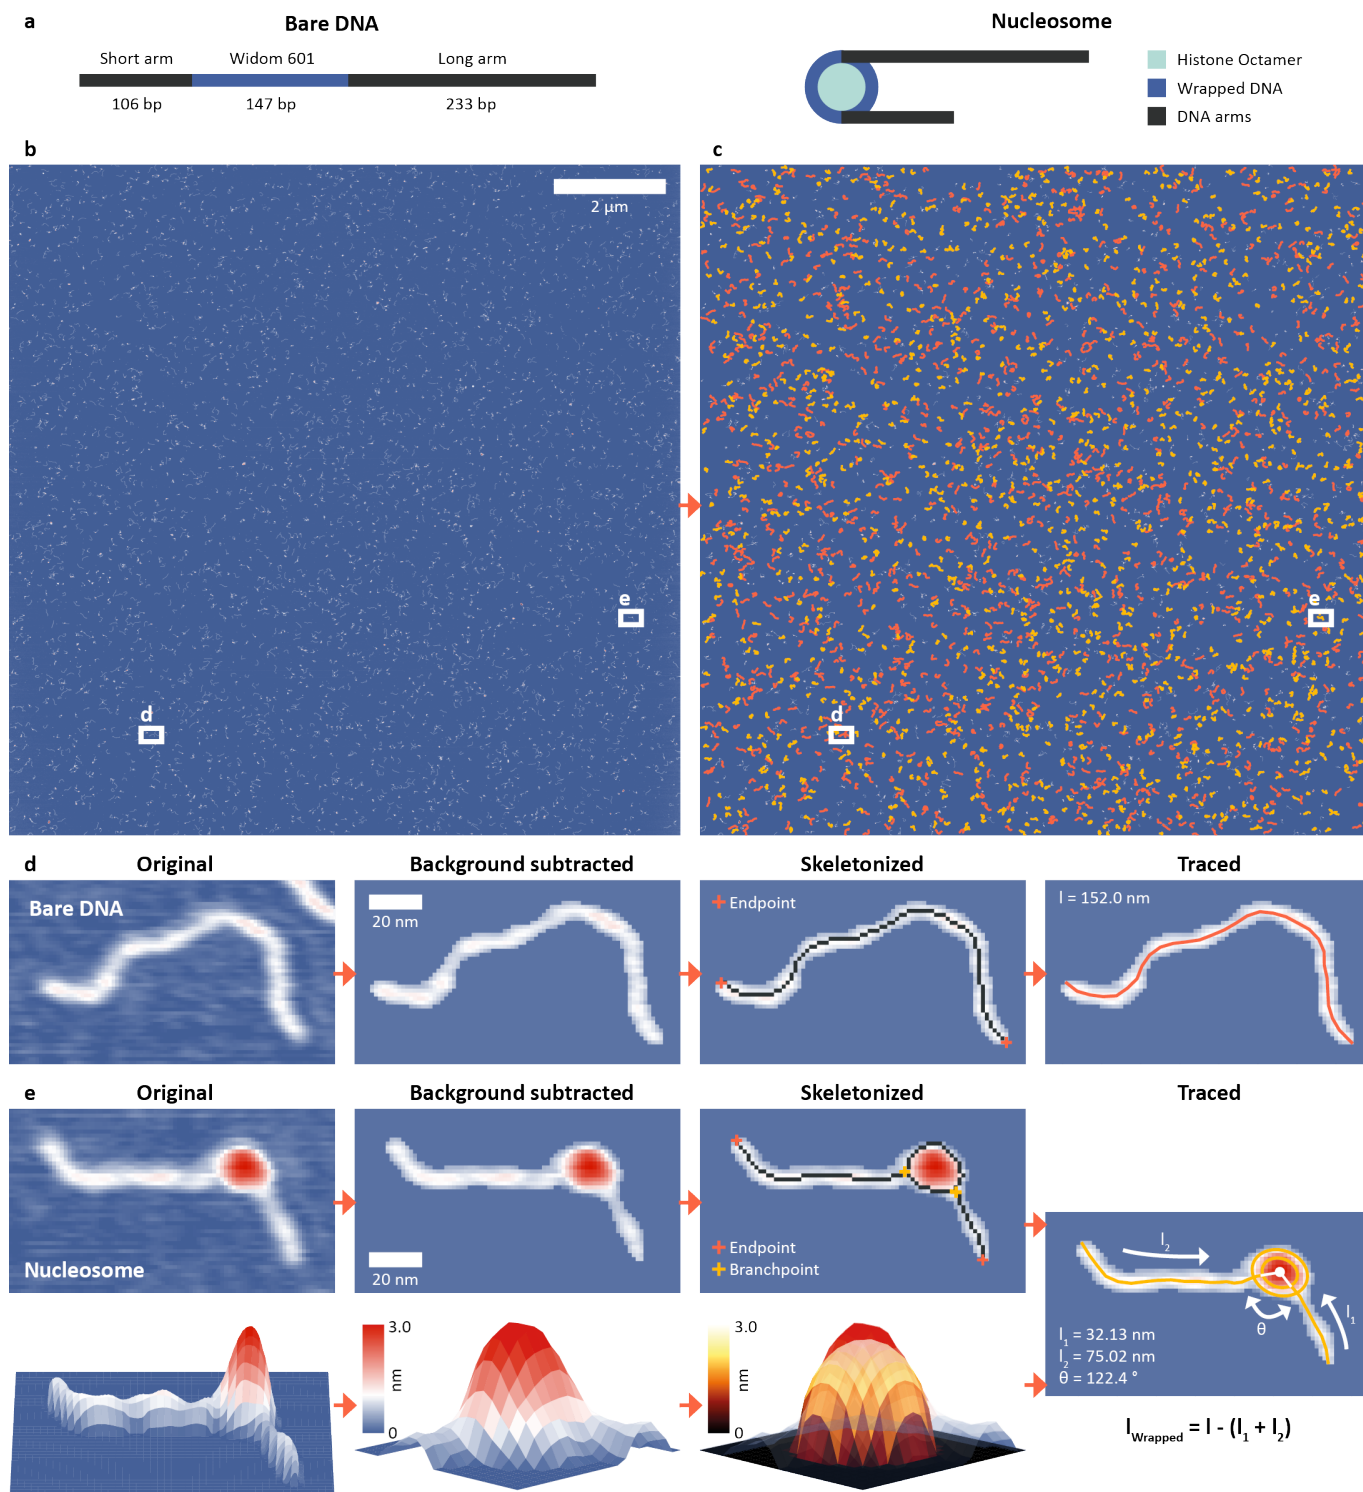 a
Bare DNA
Nucleosome
Short arm
Widom 601
Long arm
106 bp
147 bp
233 bp
Histone Octamer
Wrapped DNA
DNA arms
b
c
2 µm
e
d
e
d
d
Original
Background subtracted
Skeletonized
Traced
Bare DNA
20 nm
Endpoint
l = 152.0 nm
e
Original
Background subtracted
Skeletonized
Traced
Nucleosome
20 nm
Endpoint
Branchpoint
l2
l1
θ
l1 = 32.13 nm
l2 = 75.02 nm
θ = 122.4 °
3.0
nm
0
3.0
nm
0
lWrapped = l - (l1 + l2)